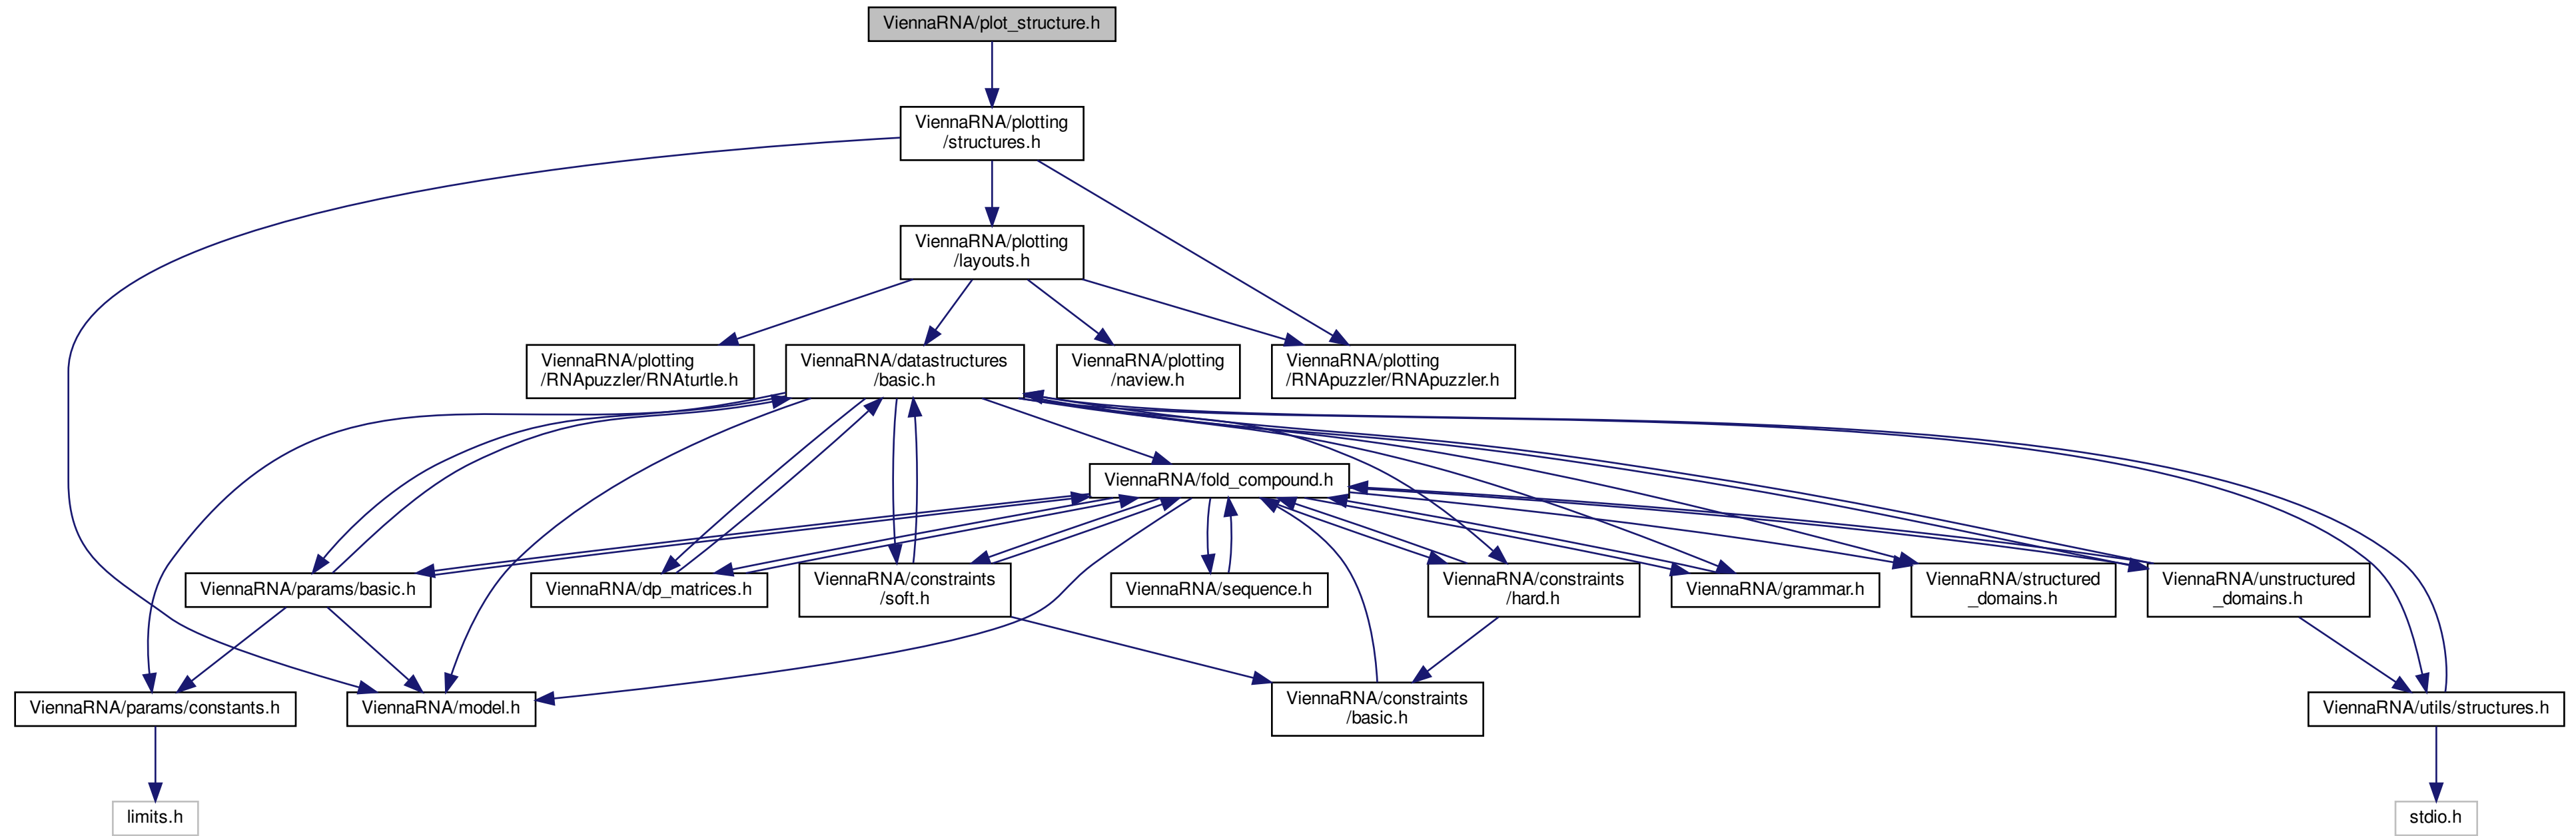 ViennaRNA/plot_structure.h
ViennaRNA/plotting
/structures.h
ViennaRNA/plotting
/layouts.h
ViennaRNA/plotting
/RNApuzzler/RNAturtle.h
ViennaRNA/datastructures
/basic.h
ViennaRNA/plotting
/naview.h
ViennaRNA/plotting
/RNApuzzler/RNApuzzler.h
ViennaRNA/fold_compound.h
ViennaRNA/params/basic.h
ViennaRNA/dp_matrices.h
ViennaRNA/constraints
/soft.h
ViennaRNA/sequence.h
ViennaRNA/constraints
/hard.h
ViennaRNA/grammar.h
ViennaRNA/structured
_domains.h
ViennaRNA/unstructured
_domains.h
ViennaRNA/params/constants.h
ViennaRNA/model.h
ViennaRNA/constraints
/basic.h
ViennaRNA/utils/structures.h
limits.h
stdio.h